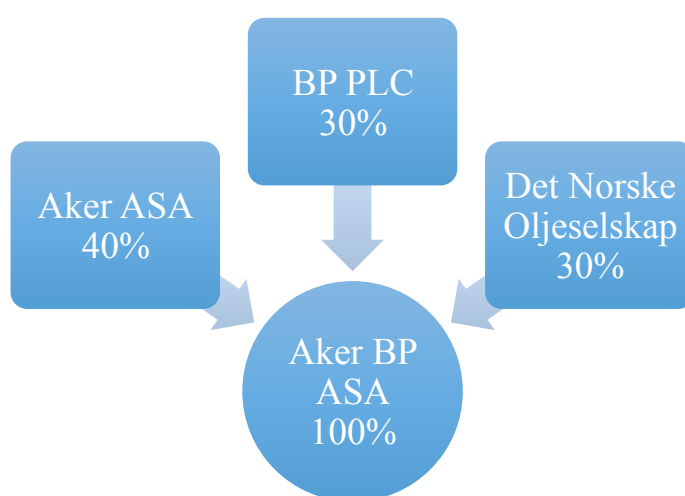 BP PLC
30%
Aker ASA
40%
Det Norske
Oljeselskap
30%
Aker BP
ASA
100%